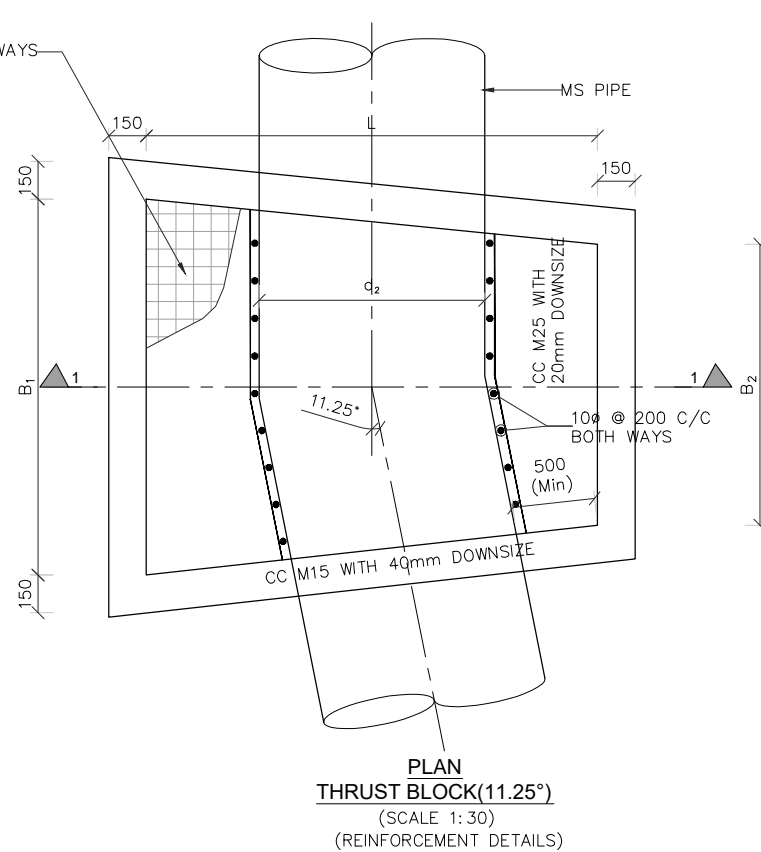 WAYS
MS PIPE
150
L
150
150
d₂
CC M25 WITH
20mm DOWNSIZE
B₁
1
1
B₂
11.25°
10ø @ 200 C/C
BOTH WAYS
500
(Min)
CC M15 WITH 40mm DOWNSIZE
150
PLAN
THRUST BLOCK(11.25°)
(SCALE 1:30)
(REINFORCEMENT DETAILS)